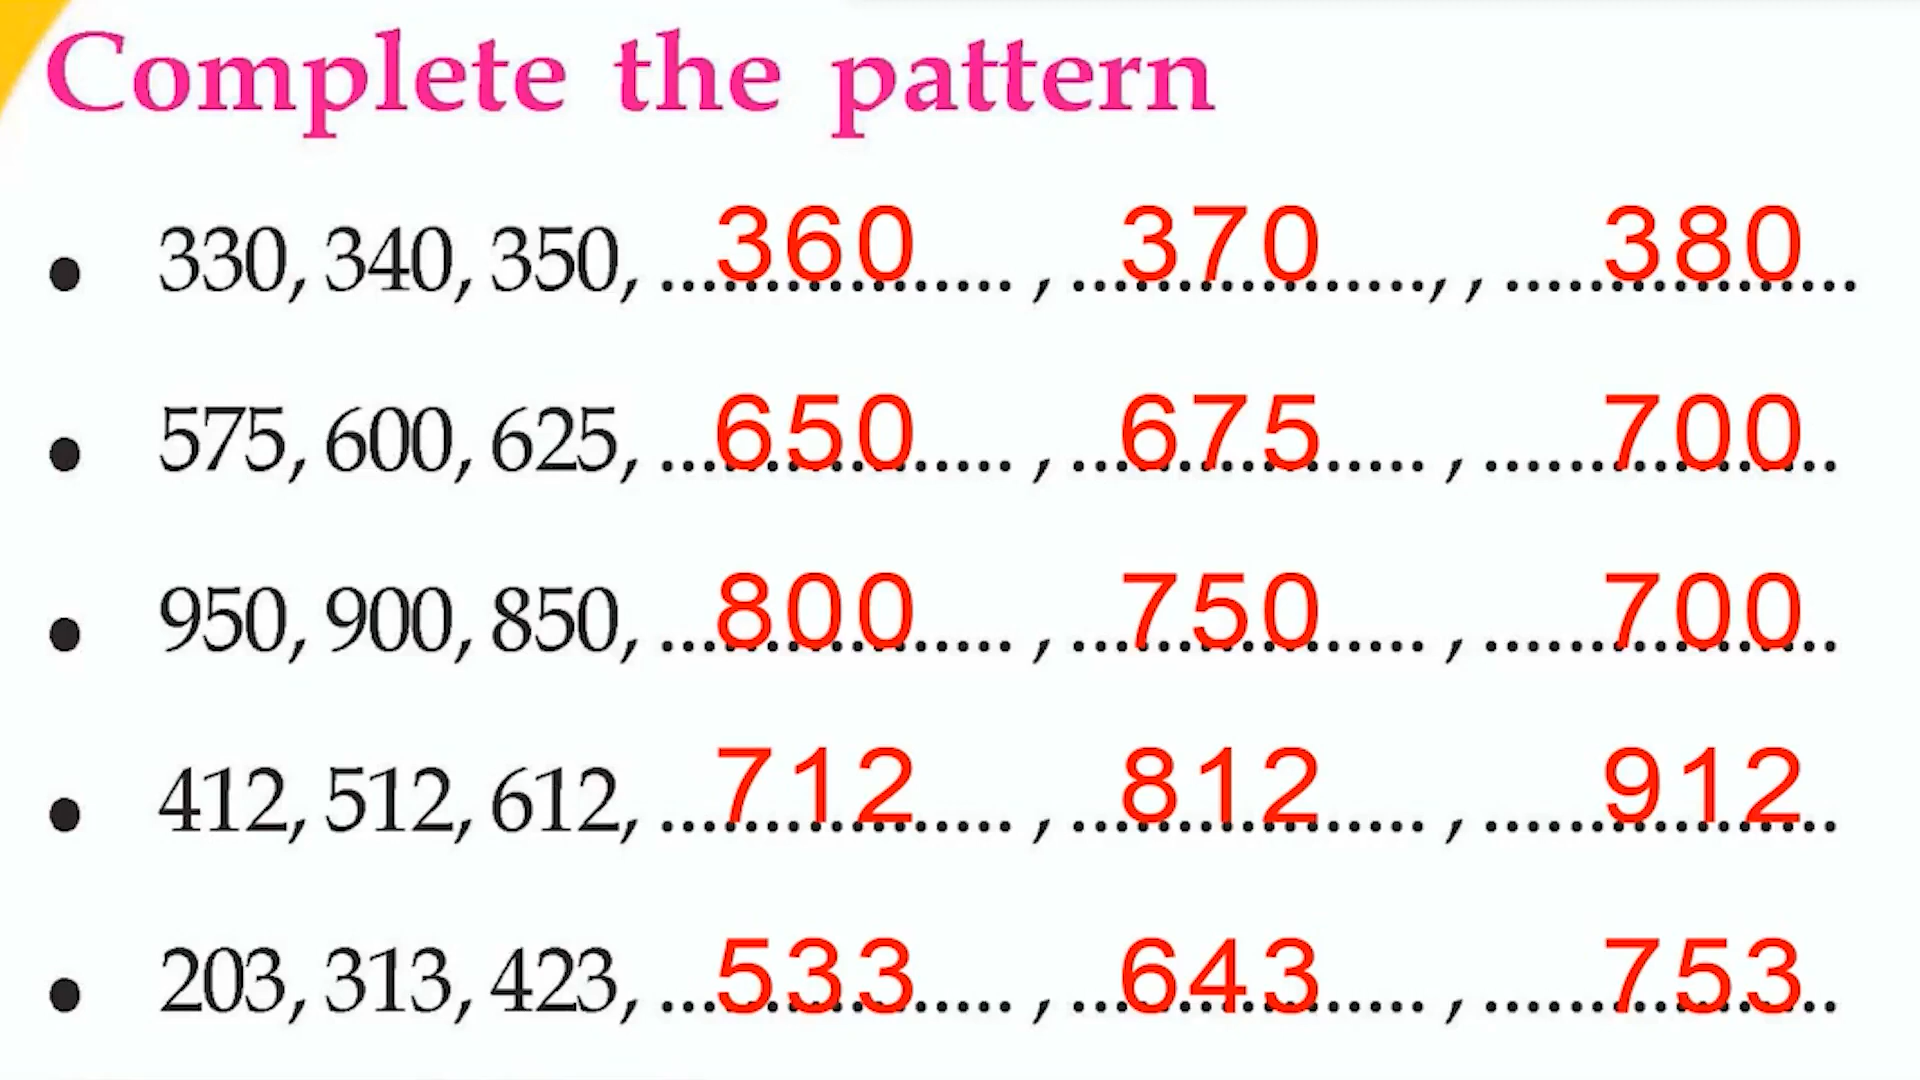 Complete the pattern
• 330, 340, 350, ...360... , ...370...,, ...380...
• 575, 600, 625, ...650... , ...675... , ...700...
• 950, 900, 850, ...800... , ...750... , ...700...
• 412, 512, 612, ...712... , ...812... , ...912...
• 203, 313, 423, ...533... , ...643... , ...753...